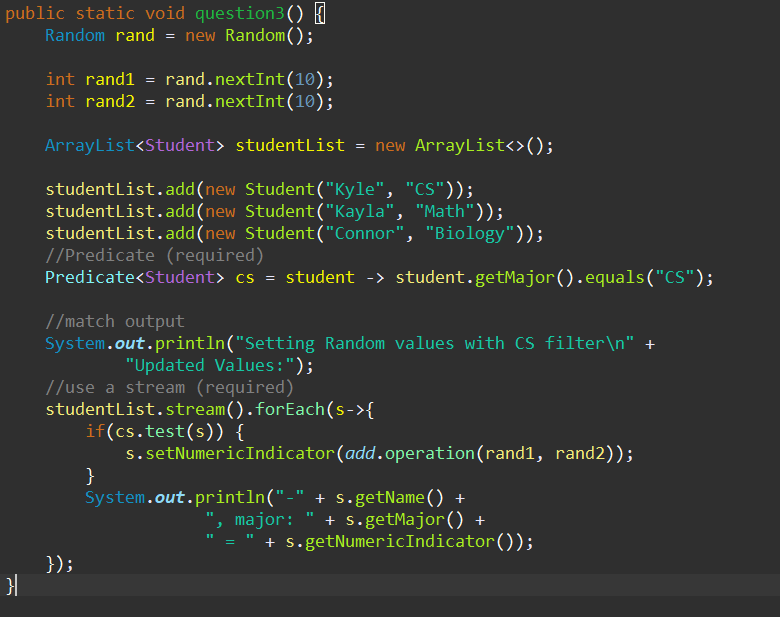 public static void question3() {
    Random rand = new Random();

    int rand1 = rand.nextInt(10);
    int rand2 = rand.nextInt(10);

    ArrayList<Student> studentList = new ArrayList<>();

    studentList.add(new Student("Kyle", "CS"));
    studentList.add(new Student("Kayla", "Math"));
    studentList.add(new Student("Connor", "Biology"));
    //Predicate (required)
    Predicate<Student> cs = student -> student.getMajor().equals("CS");

    //match output
    System.out.println("Setting Random values with CS filter\n" +
            "Updated Values:");
    //use a stream (required)
    studentList.stream().forEach(s->{
        if(cs.test(s)) {
            s.setNumericIndicator(add.operation(rand1, rand2));
        }
        System.out.println("-" + s.getName() +
                    ", major: " + s.getMajor() +
                    " = " + s.getNumericIndicator());
    });
}